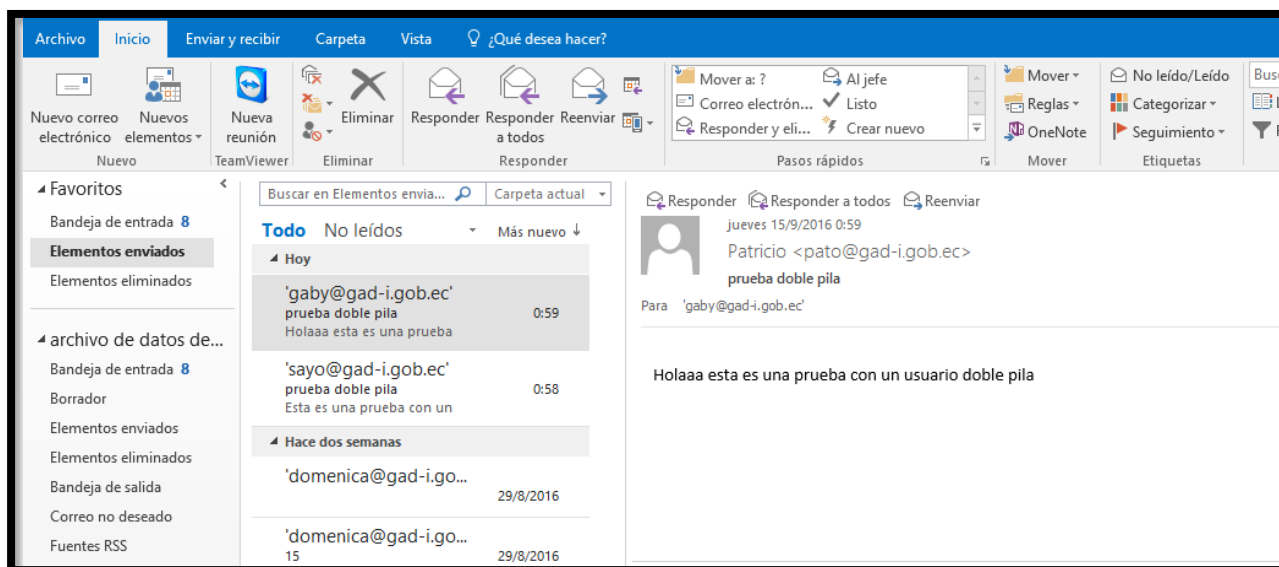 Archivo Inicio Enviar y recibir Carpeta Vista ¿Qué desea hacer?
Nuevo correo electrónico
Nuevos elementos
Nuevo
Nueva reunión
TeamViewer
Eliminar
Eliminar
Responder
Responder a todos
Reenviar
Responder
Mover a: ?
Al jefe
Correo electrón...
Listo
Responder y eli...
Crear nuevo
Pasos rápidos
Mover
Reglas
OneNote
Mover
No leído/Leído
Categorizar
Seguimiento
Etiquetas
Favoritos
Bandeja de entrada 8
Elementos enviados
Elementos eliminados
archivo de datos de...
Bandeja de entrada 8
Borrador
Elementos enviados
Elementos eliminados
Bandeja de salida
Correo no deseado
Fuentes RSS
Buscar en Elementos envia... Carpeta actual
Todo No leídos Más nuevo ↓
Hoy
'gaby@gad-i.gob.ec'
prueba doble pila 0:59
Holaaa esta es una prueba
'sayo@gad-i.gob.ec'
prueba doble pila 0:58
Esta es una prueba con un
Hace dos semanas
'domenica@gad-i.go...
29/8/2016
'domenica@gad-i.go...
15 29/8/2016
Responder Responder a todos Reenviar
jueves 15/9/2016 0:59
Patricio <pato@gad-i.gob.ec>
prueba doble pila
Para 'gaby@gad-i.gob.ec'
Holaaa esta es una prueba con un usuario doble pila